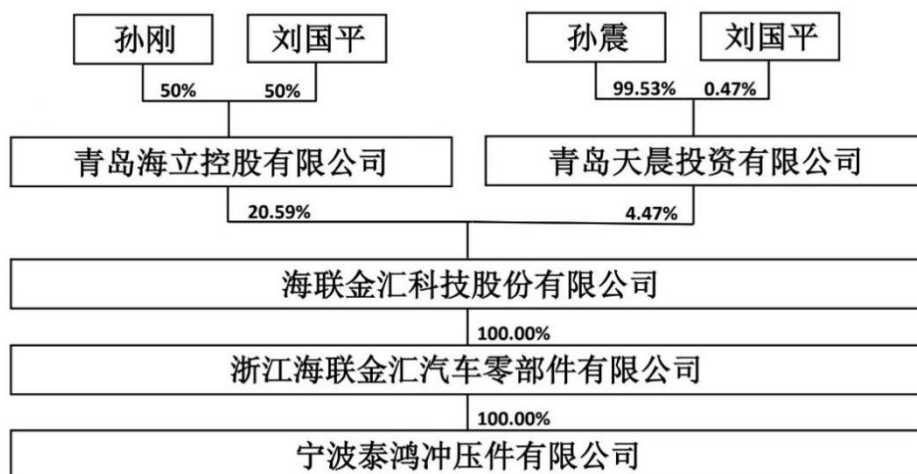 孙刚
刘国平
孙震
刘国平
50%
50%
99.53%
0.47%
青岛海立控股有限公司
青岛天晨投资有限公司
20.59%
4.47%
海联金汇科技股份有限公司
100.00%
浙江海联金汇汽车零部件有限公司
100.00%
宁波泰鸿冲压件有限公司